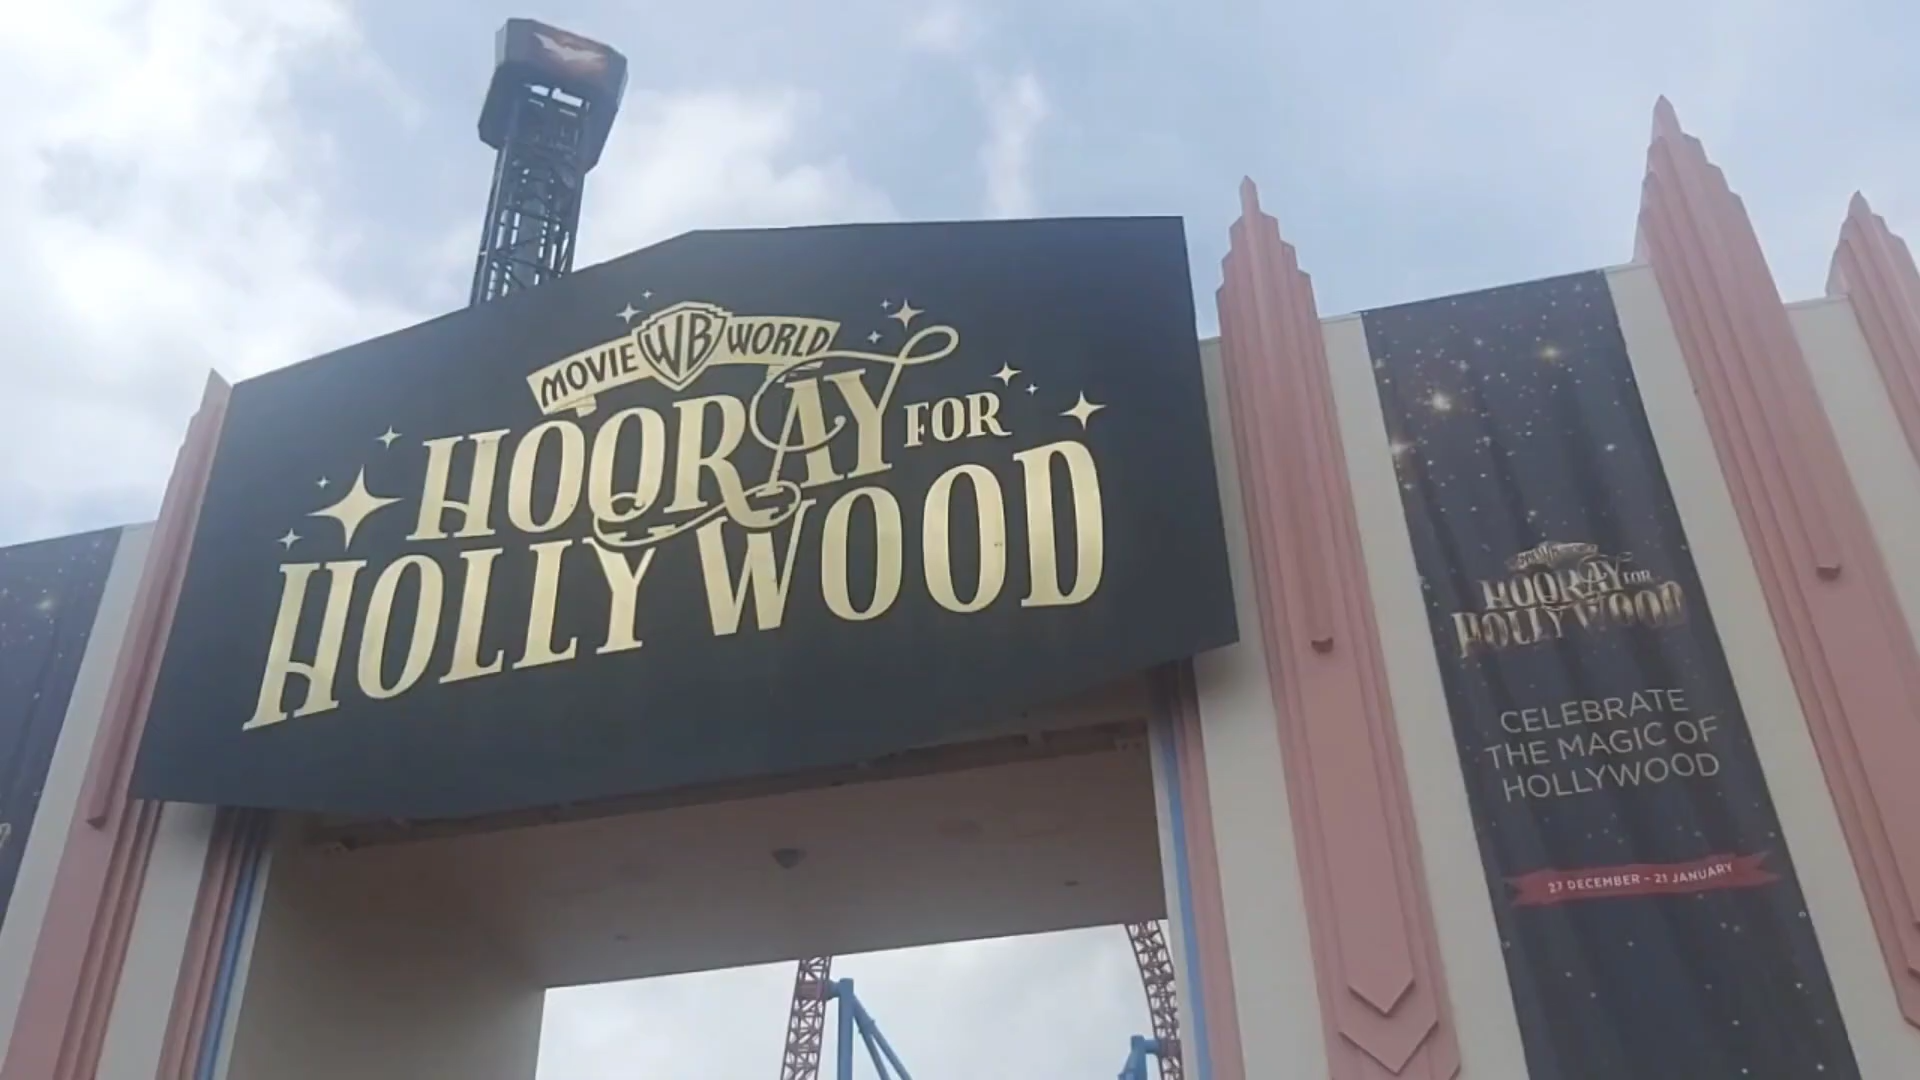 MOVIE WB WORLD
HOORAY FOR
HOLLYWOOD
HOORAY FOR
HOLLYWOOD
CELEBRATE
THE MAGIC OF
HOLLYWOOD
27 DECEMBER - 21 JANUARY